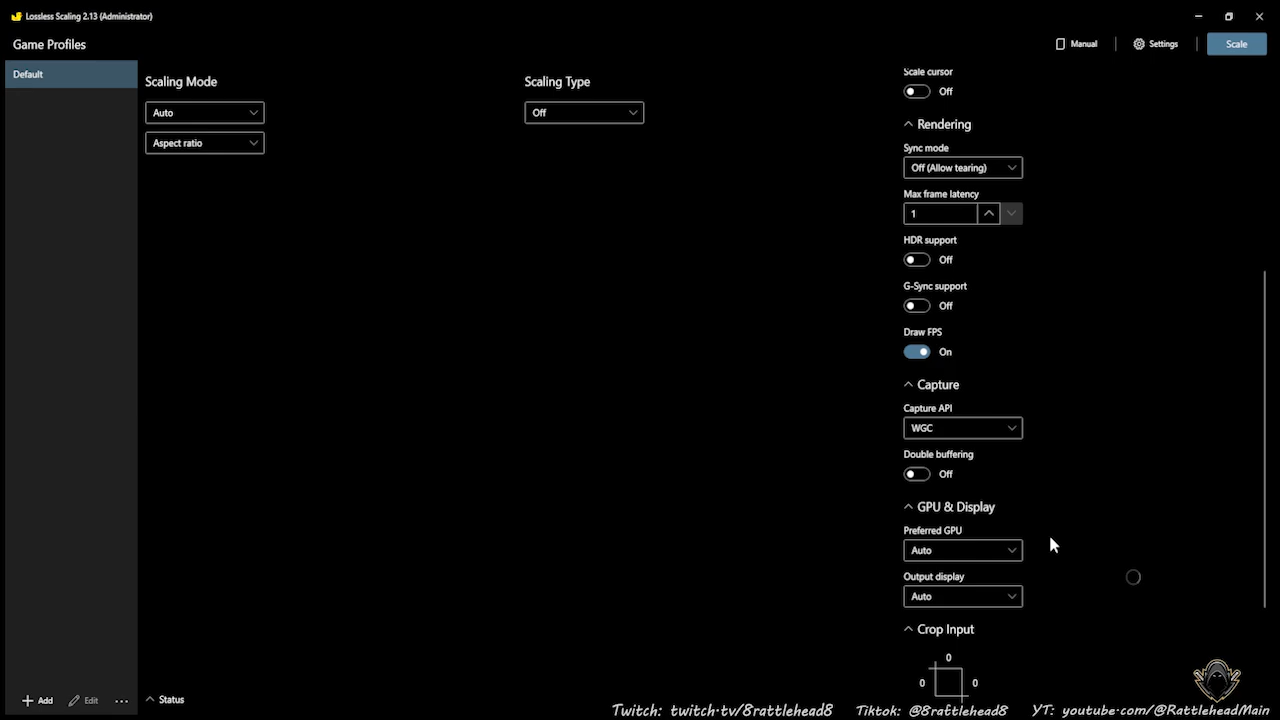 Lossless Scaling 2.13 (Administrator)
Game Profiles
Manual
Settings
Scale
Default
Scaling Mode
Auto
Aspect ratio
Scaling Type
Off
Scale cursor
Off
Rendering
Sync mode
Off (Allow tearing)
Max frame latency
1
HDR support
Off
G-Sync support
Off
Draw FPS
On
Capture
Capture API
WGC
Double buffering
Off
GPU & Display
Preferred GPU
Auto
Output display
Auto
Crop Input
0
0 0
Add Edit ...
Status
Twitch: twitch.tv/8rattlehead8 Tiktok: @8rattlehead8 YT: youtube.com/@RattleheadMain